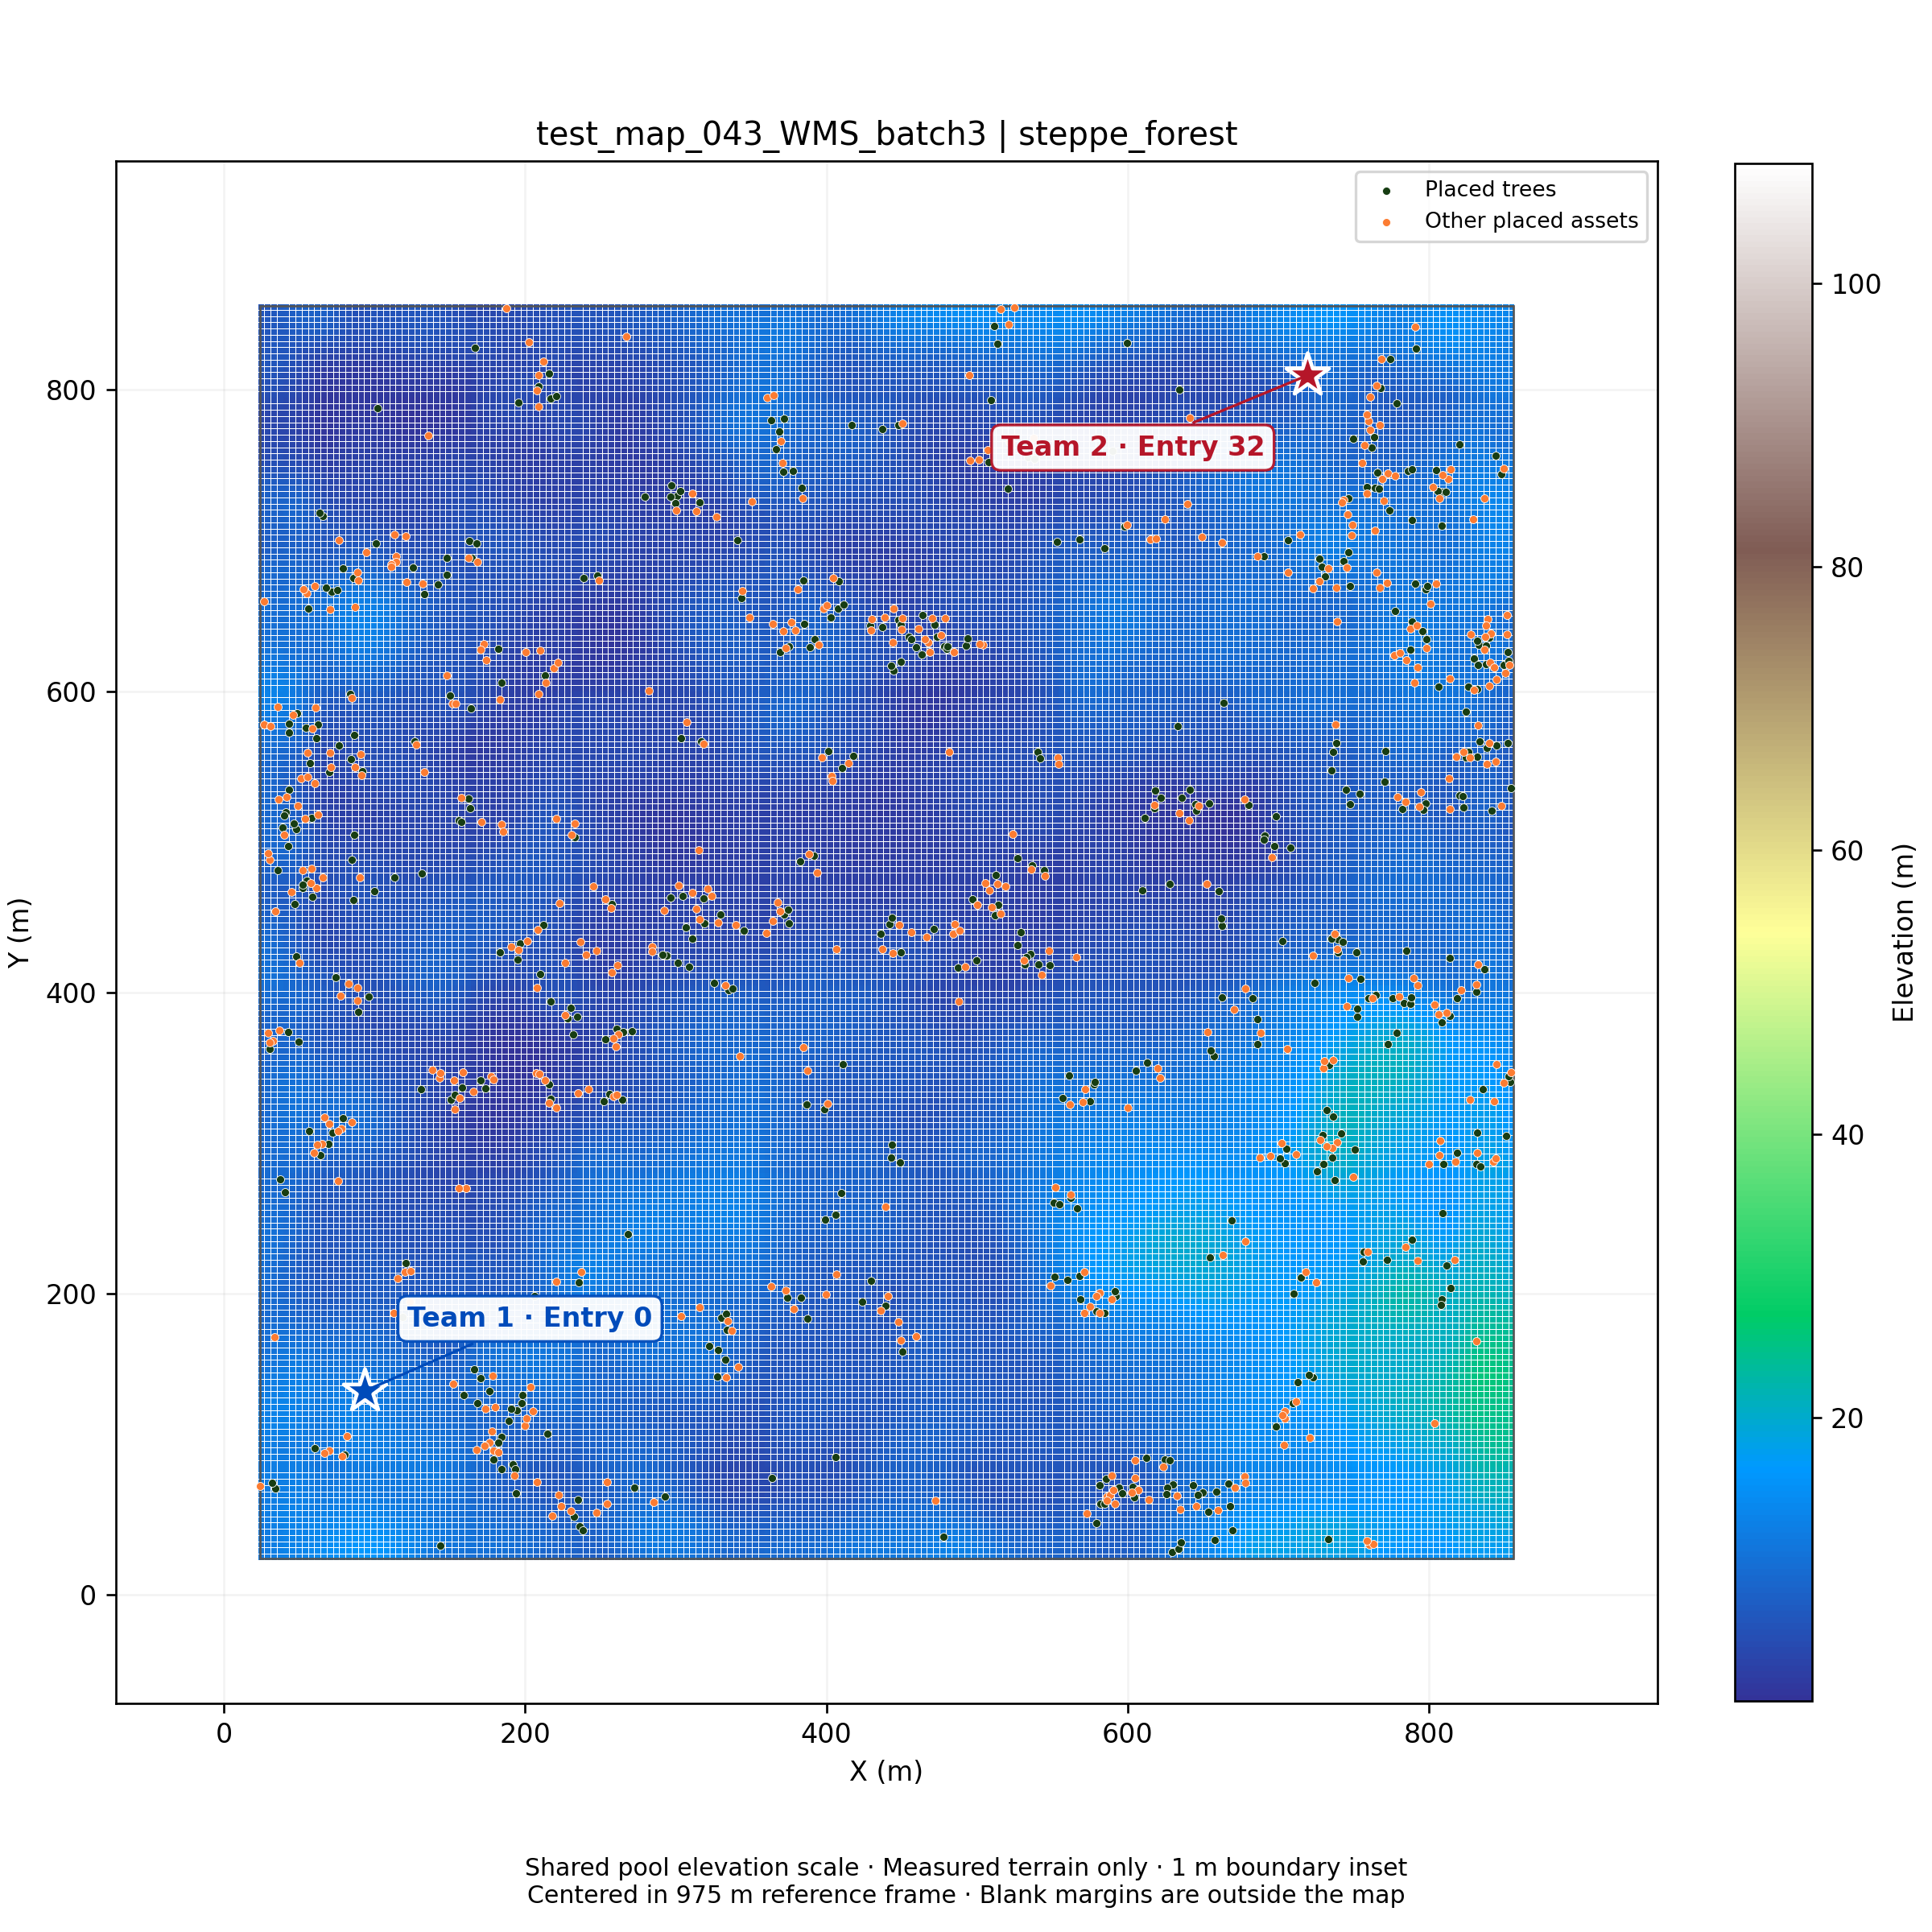 test_map_043_WMS_batch3 | steppe_forest
Placed trees
Other placed assets
Team 2 · Entry 32
Team 1 · Entry 0
800
600
400
200
0
Y (m)
0
200
400
600
800
X (m)
100
80
60
40
20
Elevation (m)
Shared pool elevation scale · Measured terrain only · 1 m boundary inset
Centered in 975 m reference frame · Blank margins are outside the map